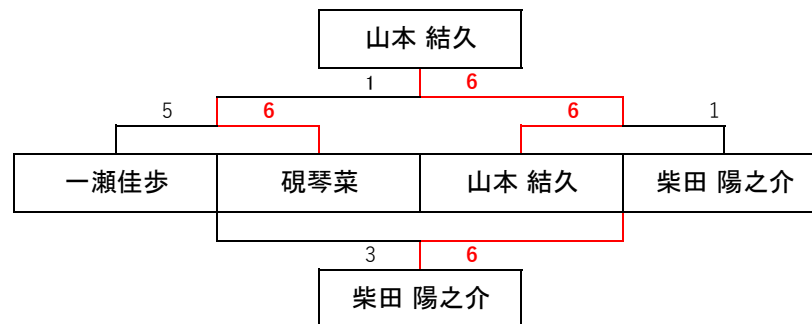 山本 結久
1 6
5 6 6 1
一瀬佳歩 硯琴菜 山本 結久 柴田 陽之介
3 6
柴田 陽之介